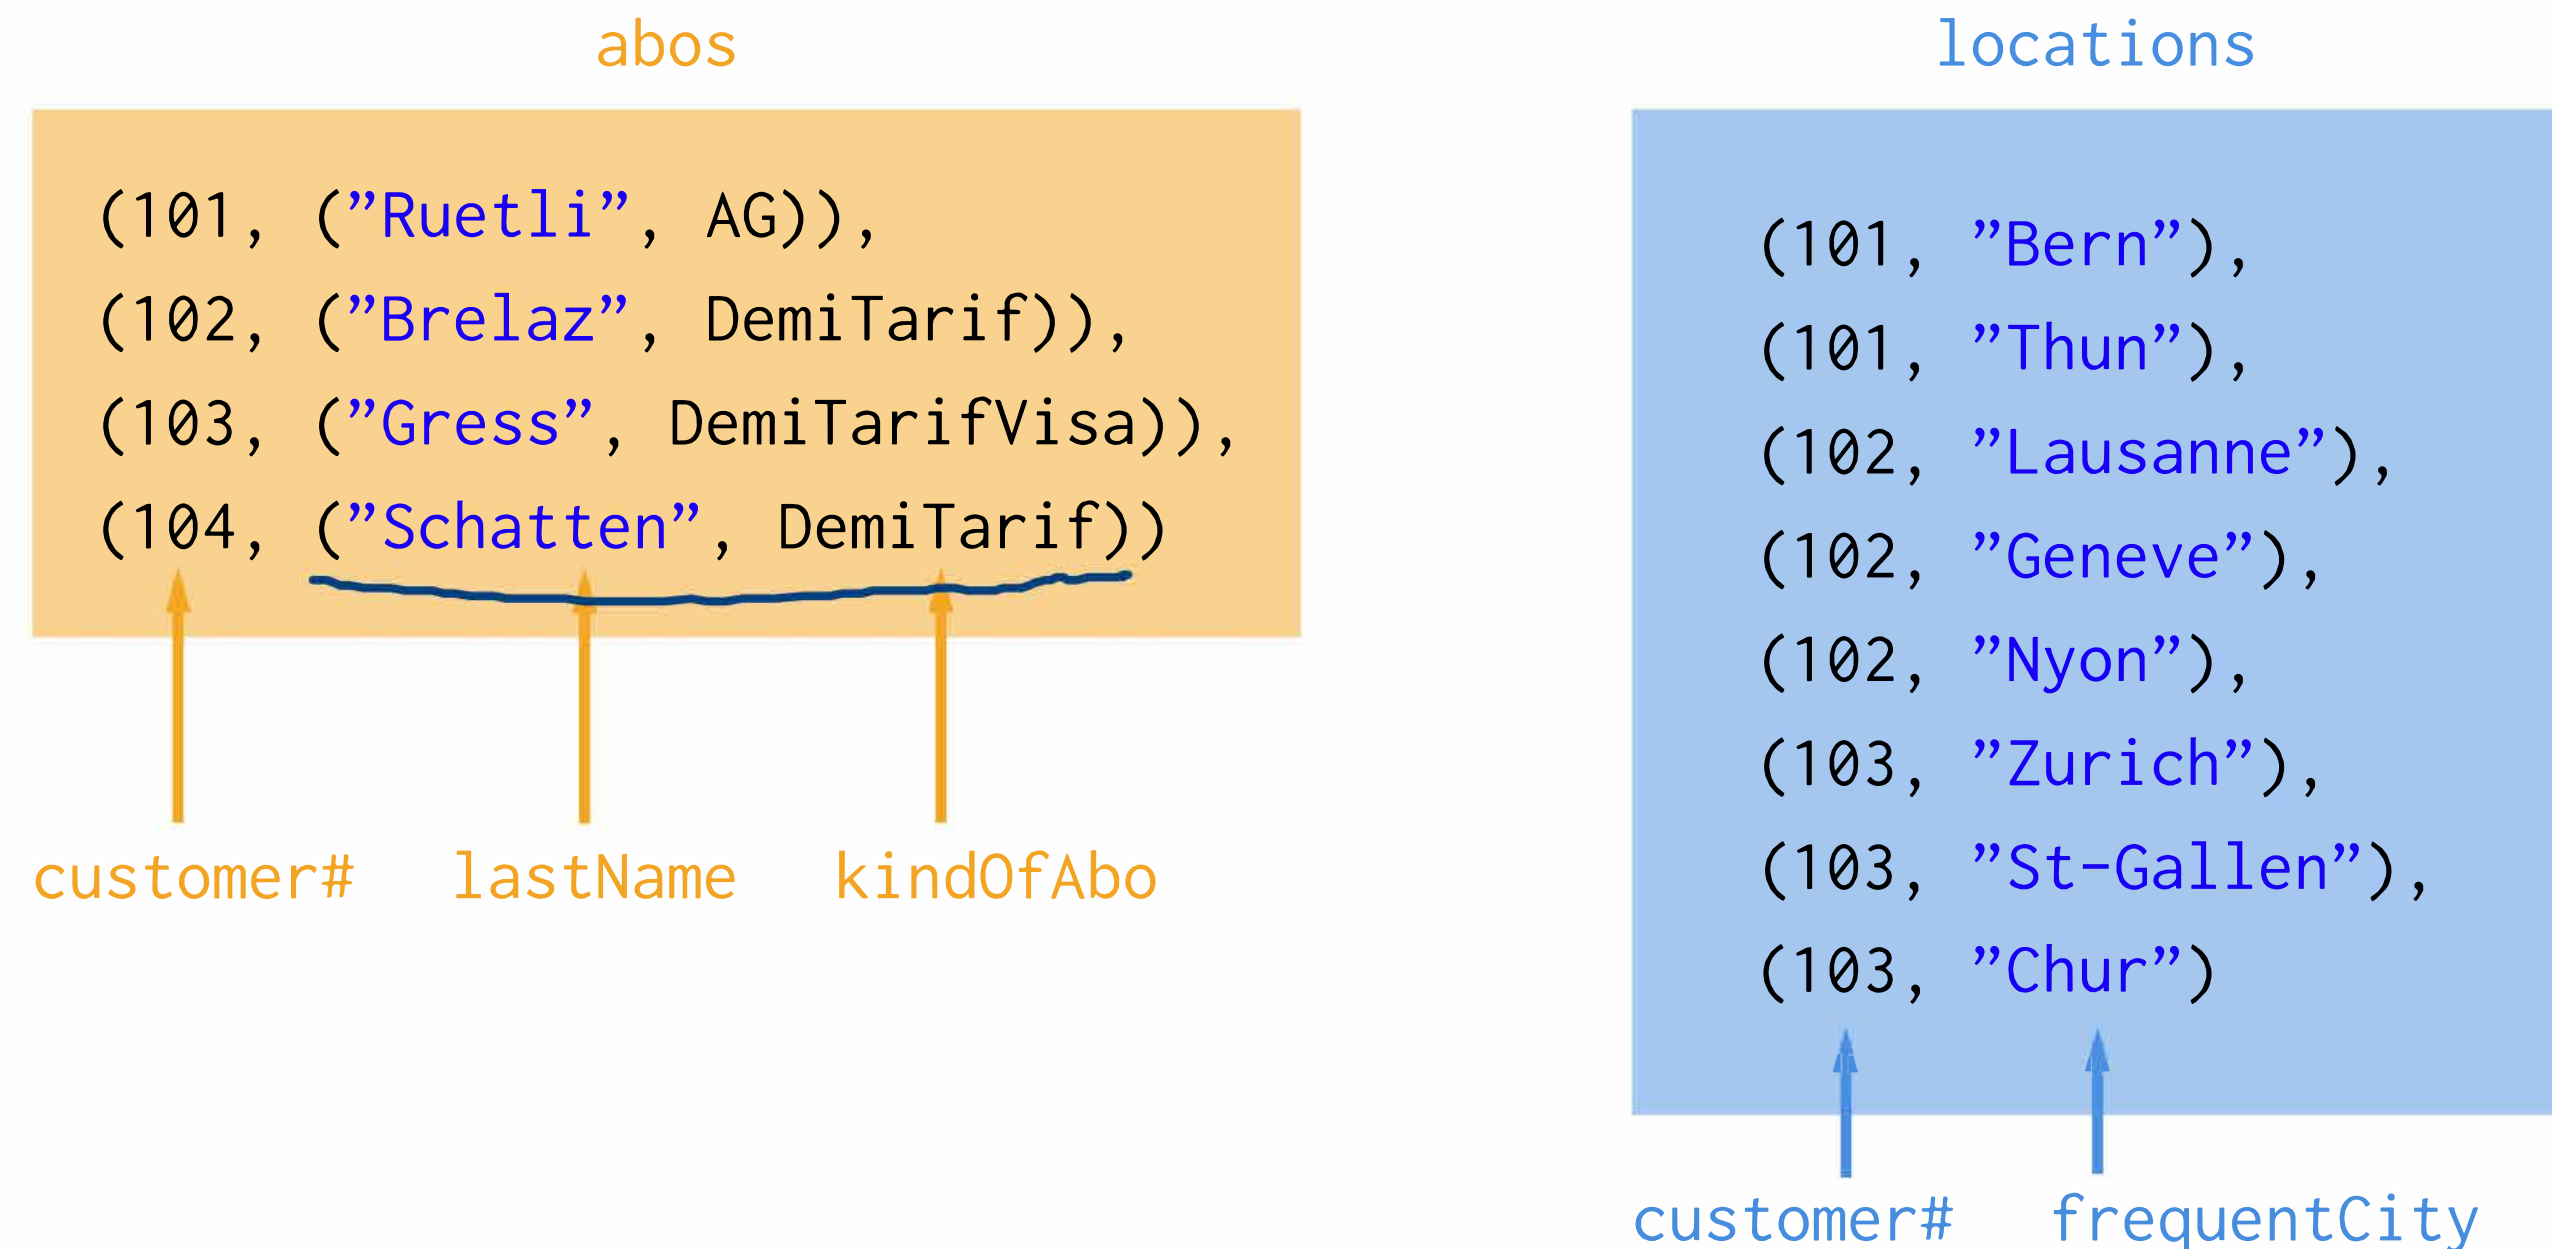 abos
(101, ("Ruetli", AG)),
(102, ("Brelaz", DemiTarif)),
(103, ("Gress", DemiTarifVisa)),
(104, ("Schatten", DemiTarif))
customer# lastName kindOfAbo
locations
(101, "Bern"),
(101, "Thun"),
(102, "Lausanne"),
(102, "Geneve"),
(102, "Nyon"),
(103, "Zurich"),
(103, "St-Gallen"),
(103, "Chur")
customer# frequentCity